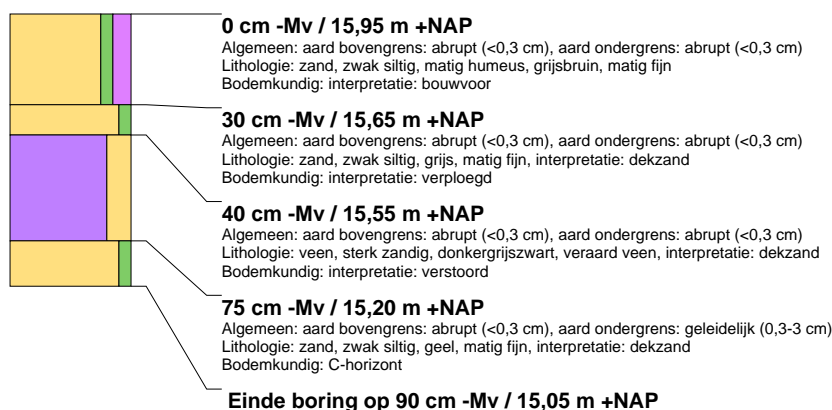 0 cm -Mv / 15,95 m +NAP
Algemeen: aard bovengrens: abrupt (<0,3 cm), aard ondergrens: abrupt (<0,3 cm)
Lithologie: zand, zwak siltig, matig humeus, grijsbruin, matig fijn
Bodemkundig: interpretatie: bouwvoor
30 cm -Mv / 15,65 m +NAP
Algemeen: aard bovengrens: abrupt (<0,3 cm), aard ondergrens: abrupt (<0,3 cm)
Lithologie: zand, zwak siltig, grijs, matig fijn, interpretatie: dekzand
Bodemkundig: interpretatie: verploegd
40 cm -Mv / 15,55 m +NAP
Algemeen: aard bovengrens: abrupt (<0,3 cm), aard ondergrens: abrupt (<0,3 cm)
Lithologie: veen, sterk zandig, donkergrijszwart, veraard veen, interpretatie: dekzand
Bodemkundig: interpretatie: verstoord
75 cm -Mv / 15,20 m +NAP
Algemeen: aard bovengrens: abrupt (<0,3 cm), aard ondergrens: geleidelijk (0,3-3 cm)
Lithologie: zand, zwak siltig, geel, matig fijn, interpretatie: dekzand
Bodemkundig: C-horizont
Einde boring op 90 cm -Mv / 15,05 m +NAP